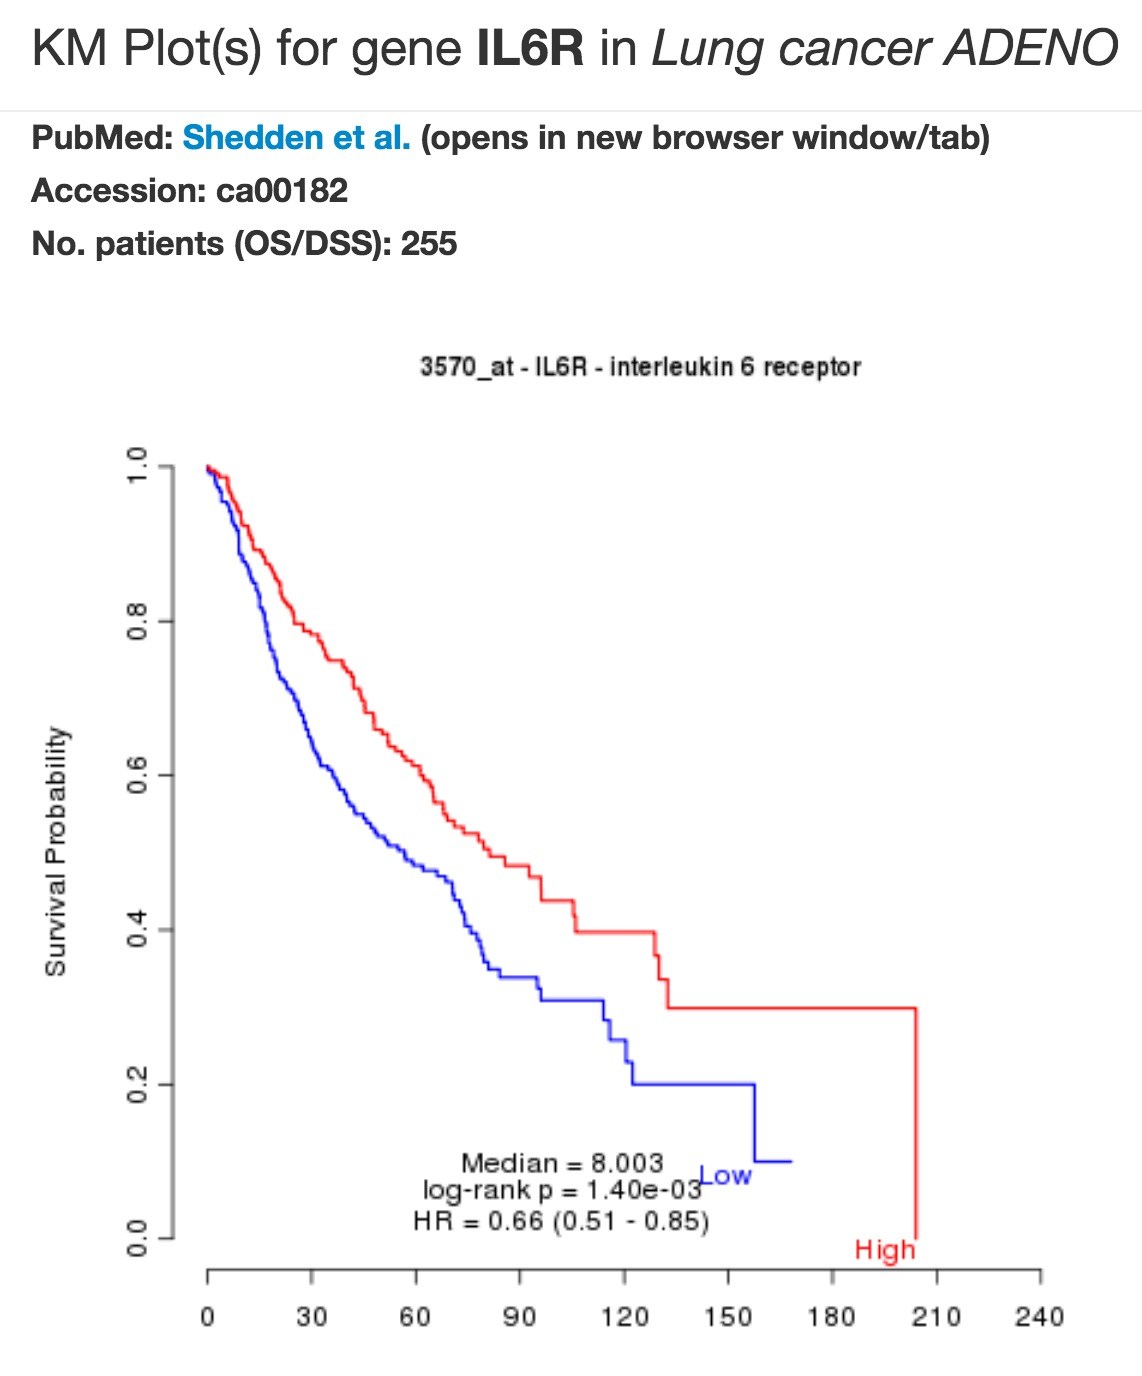 KM Plot(s) for gene IL6R in Lung cancer ADENO
PubMed: Shedden et al. (opens in new browser window/tab)
Accession: ca00182
No. patients (OS/DSS): 255
3570_at - IL6R - interleukin 6 receptor
Survival Probability
1.0
0.8
0.6
0.4
0.2
0.0
Median = 8.003
log-rank p = 1.40e-03
HR = 0.66 (0.51 - 0.85)
Low
High
0 30 60 90 120 150 180 210 240